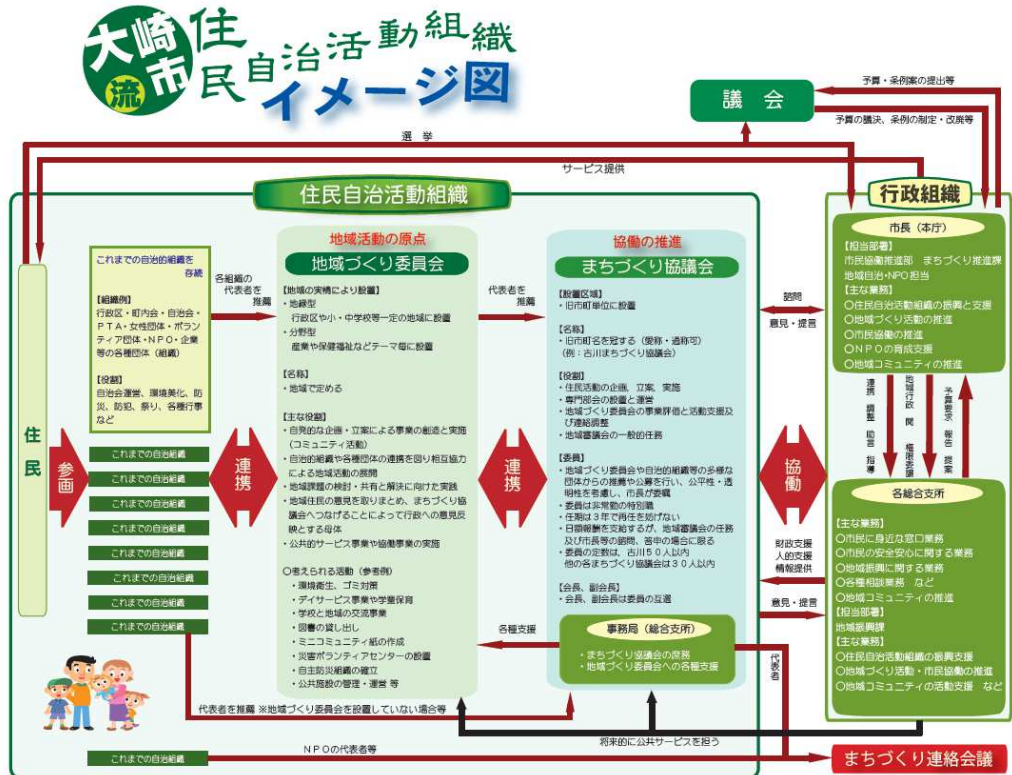 大崎市流
住民自治活動組織
イメージ図
議会
予算・条例案の提出等
予算の議決、条例の制定・改廃等
選挙
サービス提供
住民自治活動組織
行政組織
住民
参画
これまでの自治的組織を
存続
【組織例】
行政区・町内会・自治会・
PTA・女性団体・ボラン
ティア団体・NPO・企業
等の各種団体(組織)
【役割】
自治会運営、環境美化、防
災、防犯、祭り、各種行事
など
これまでの自治組織
これまでの自治組織
これまでの自治組織
これまでの自治組織
これまでの自治組織
これまでの自治組織
これまでの自治組織
これまでの自治組織
これまでの自治組織
各組織の
代表者を
推薦
連携
地域活動の原点
地域づくり委員会
【地域の実情により設置】
・地縁型
行政区や小・中学校等一定の地域に設置
・分野型
産業や保健福祉などテーマ毎に設置
【名称】
・地域で定める
【主な役割】
・自発的な企画・立案による事業の創造と実施
(コミュニティ活動)
・自治的組織や各種団体の連携を図り相互協力
による地域活動の展開
・地域課題の検討・共有と解決に向けた実践
・地域住民の意見を取りまとめ、まちづくり協
議会へつなげることによって行政への意見反
映とする母体
・公共的サービス事業や協働事業の実施
○考えられる活動(参考例)
・環境衛生、ゴミ対策
・デイサービス事業や学童保育
・学校と地域の交流事業
・図書の貸し出し
・ミニコミュニティ紙の作成
・災害ボランティアセンターの設置
・自主防災組織の確立
・公共施設の管理・運営 等
代表者を
推薦
連携
各種支援
協働の推進
まちづくり協議会
【設置区域】
・旧市町単位に設置
【名称】
・旧市町名を冠する(愛称・通称可)
(例:古川まちづくり協議会)
【役割】
・住民活動の企画、立案、実施
・専門部会の設置と運営
・地域づくり委員会の事業評価と活動支援及
び連絡調整
・地域審議会の一般的任務
【委員】
・地域づくり委員会や自治的組織等の多様な
団体からの推薦や公募を行い、公平性・透
明性を考慮し、市長が委嘱
・委員は非常勤の特別職
・任期は3年で再任を妨げない
・日額報酬を支給するが、地域審議会の任務
及び市長等の諮問、答申の場合に限る
・委員の定数は、古川50人以内
他の各まちづくり協議会は30人以内
【会長、副会長】
・会長、副会長は委員の互選
事務局(総合支所)
・まちづくり協議会の庶務
・地域づくり委員会への各種支援
諮問
意見・提言
協働
財政支援
人的支援
情報提供
意見・提言
代表者
市長(本庁)
【担当部署】
市民協働推進部 まちづくり推進課
地域自治・NPO担当
【主な業務】
○住民自治活動組織の振興と支援
○地域づくり活動の推進
○市民協働の推進
○NPOの育成支援
○地域コミュニティの推進
連携 調整 助言 指導
地域行政 関 権限委譲
予算要求 報告 提案
各総合支所
【主な業務】
○市民に身近な窓口業務
○市民の安全安心に関する業務
○地域振興に関する業務
○各種相談業務 など
○地域コミュニティの推進
【担当部署】
地域振興課
【主な業務】
○住民自治活動組織の振興支援
○地域づくり活動・市民協働の推進
○地域コミュニティの活動支援 など
代表者を推薦 ※地域づくり委員会を設置していない場合等
NPOの代表者等
将来的に公共サービスを担う
まちづくり連絡会議